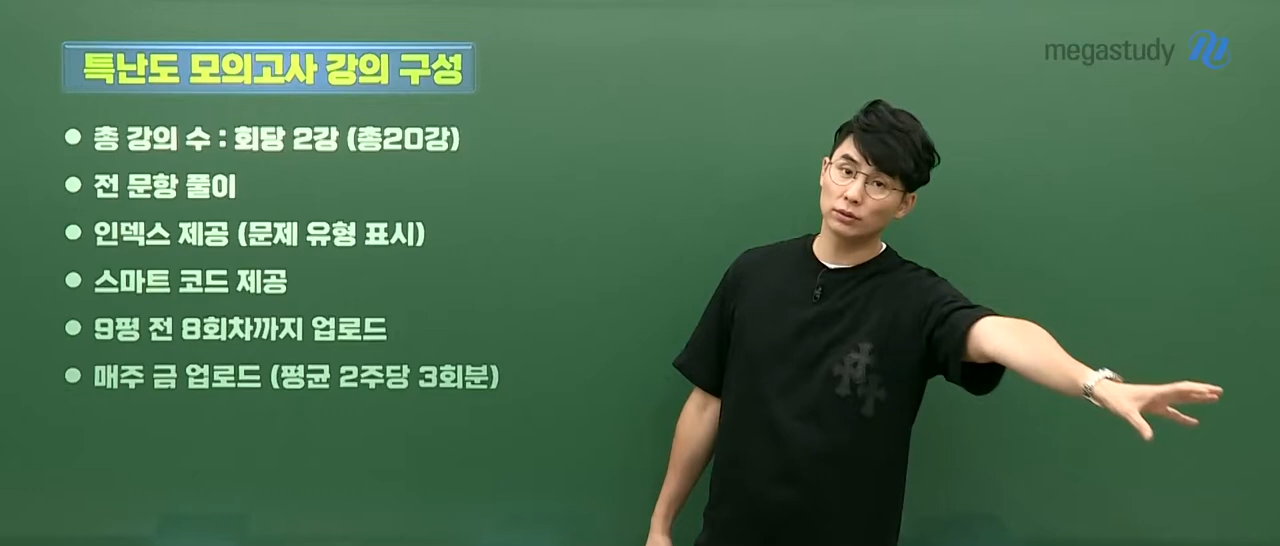 특난도 모의고사 강의 구성
megastudy
● 총 강의 수 : 회당 2강 (총20강)
● 전 문항 풀이
● 인덱스 제공 (문제 유형 표시)
● 스마트 코드 제공
● 9평 전 8회차까지 업로드
● 매주 금 업로드 (평균 2주당 3회분)